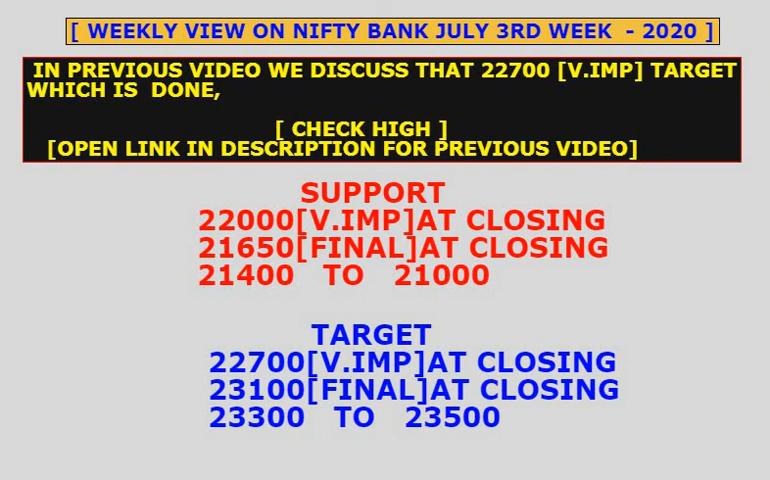 [ WEEKLY VIEW ON NIFTY BANK JULY 3RD WEEK - 2020 ]
IN PREVIOUS VIDEO WE DISCUSS THAT 22700 [V.IMP] TARGET
WHICH IS DONE,
[ CHECK HIGH ]
[OPEN LINK IN DESCRIPTION FOR PREVIOUS VIDEO]
SUPPORT
22000[V.IMP]AT CLOSING
21650[FINAL]AT CLOSING
21400 TO 21000
TARGET
22700[V.IMP]AT CLOSING
23100[FINAL]AT CLOSING
23300 TO 23500